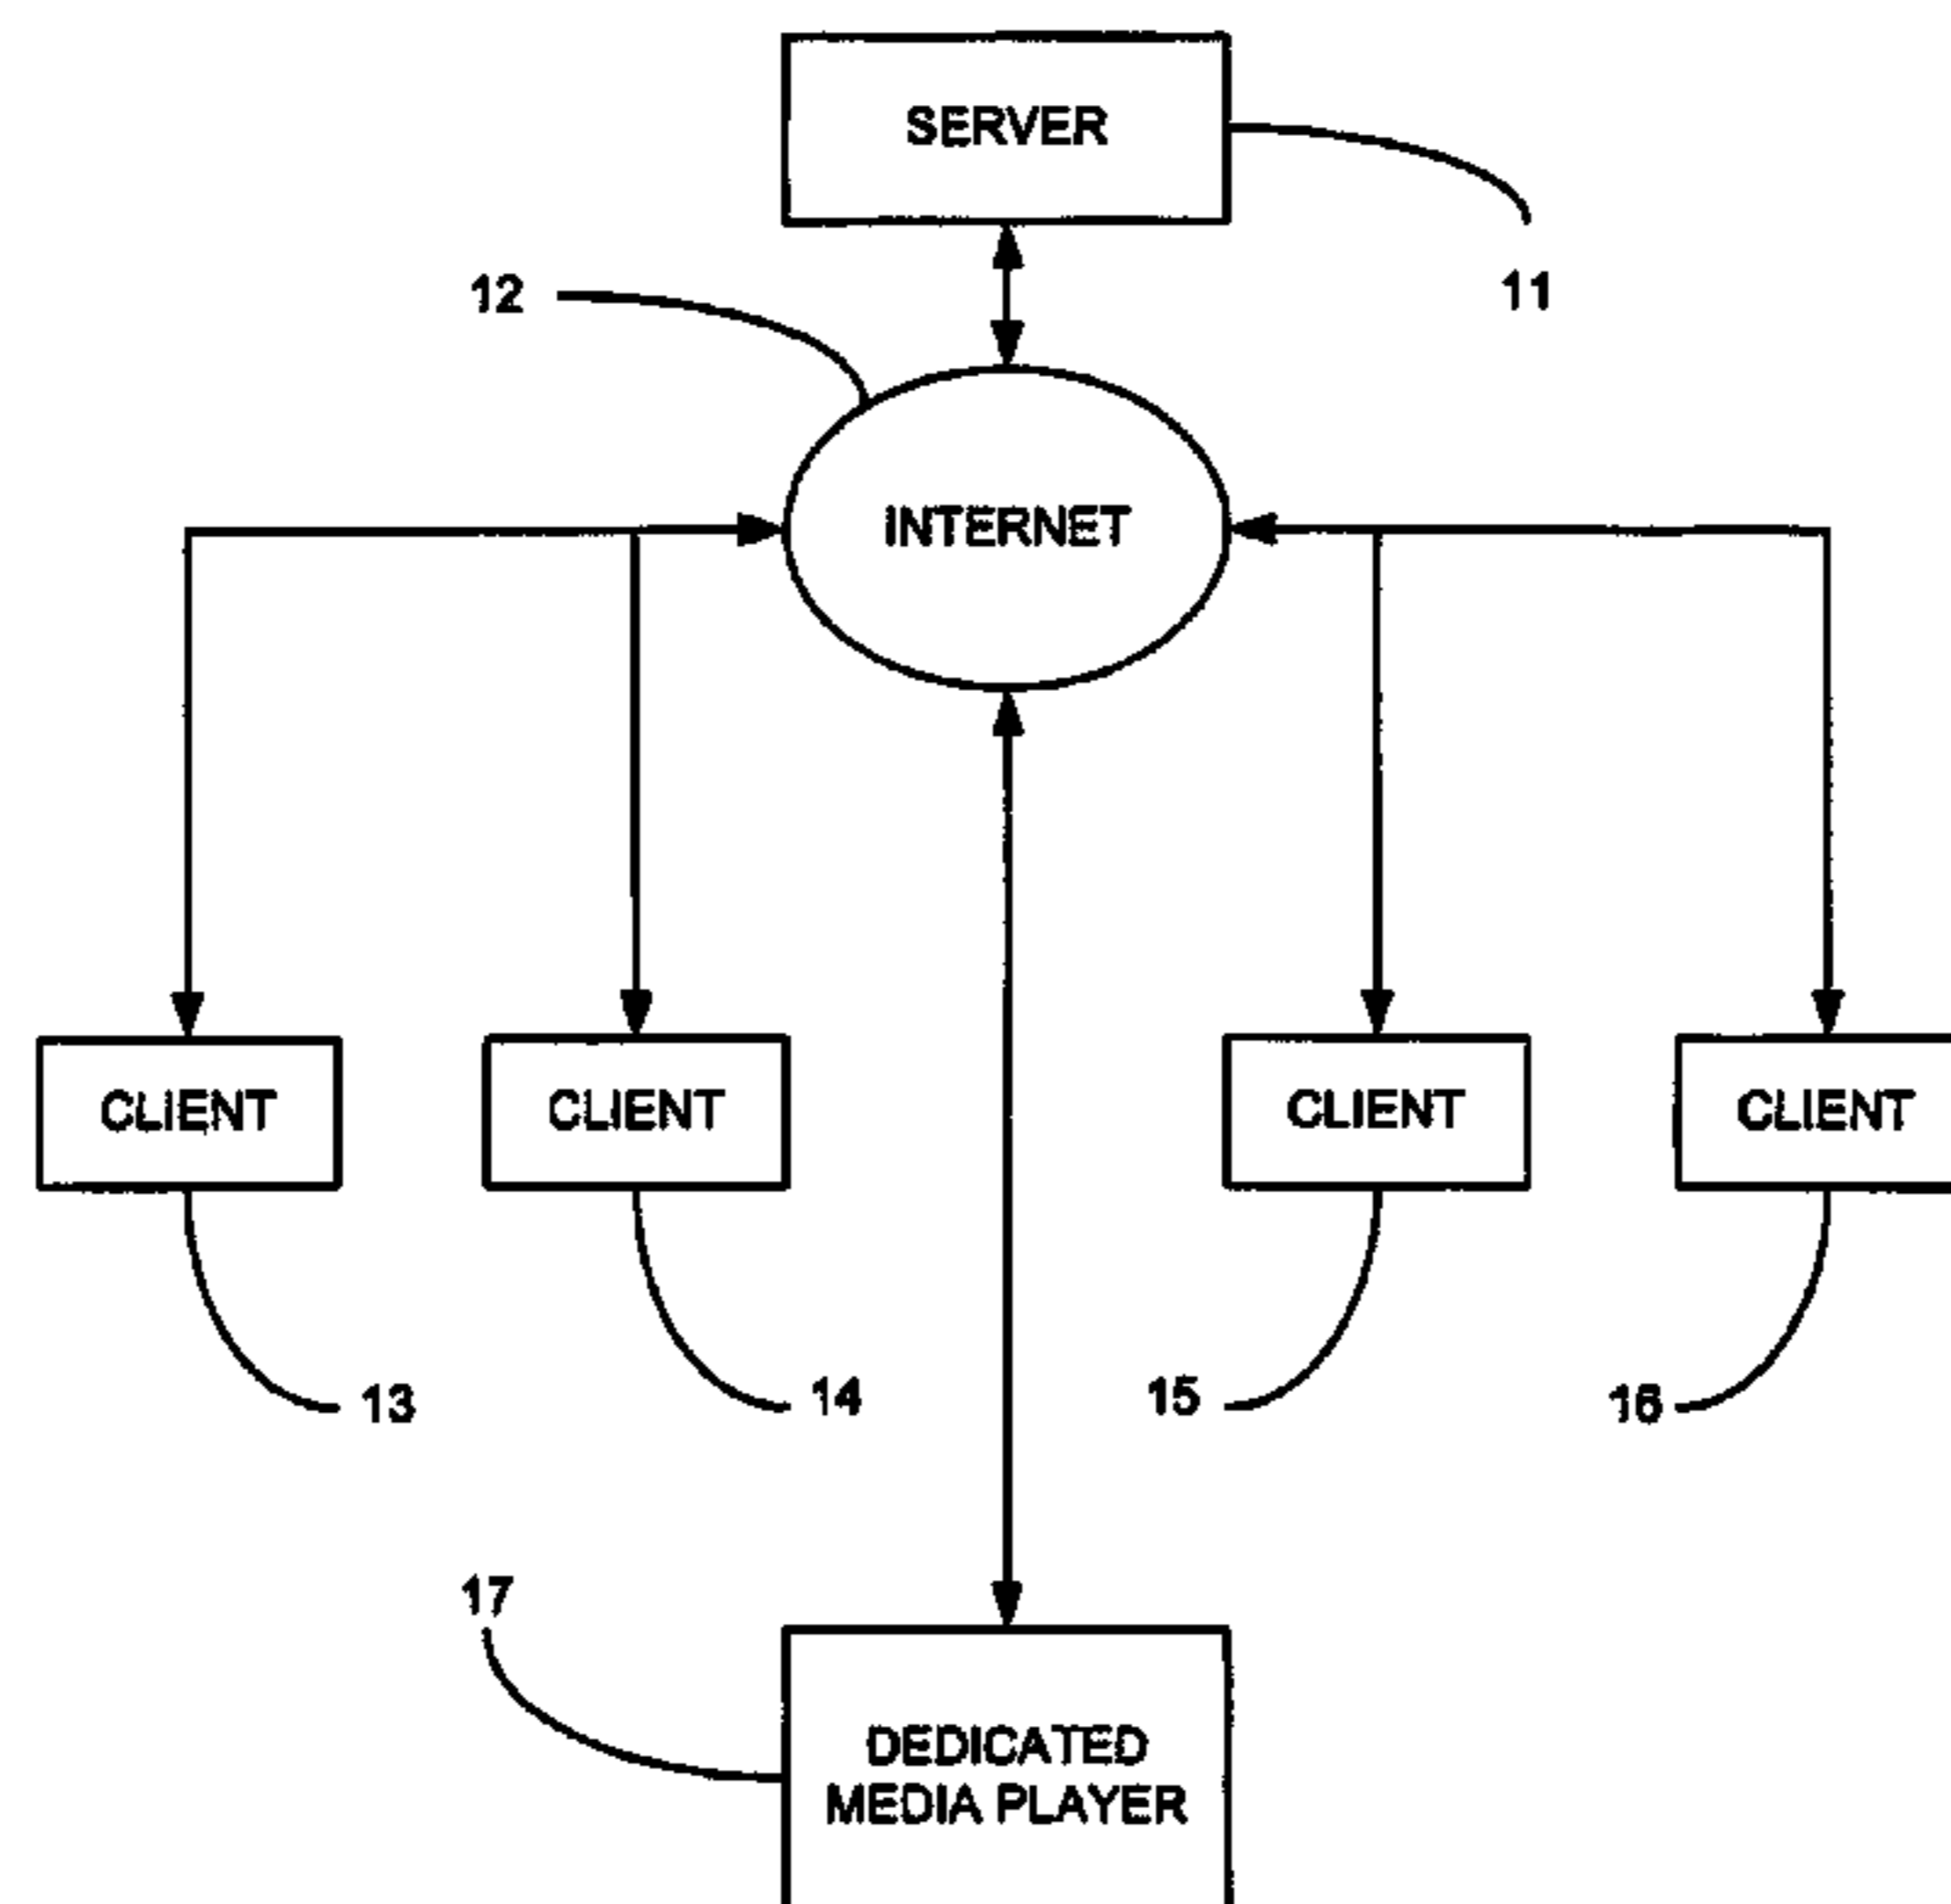 SERVER
12
11
INTERNET
CLIENT
CLIENT
CLIENT
CLIENT
13
14
15
16
17
DEDICATED
MEDIA PLAYER